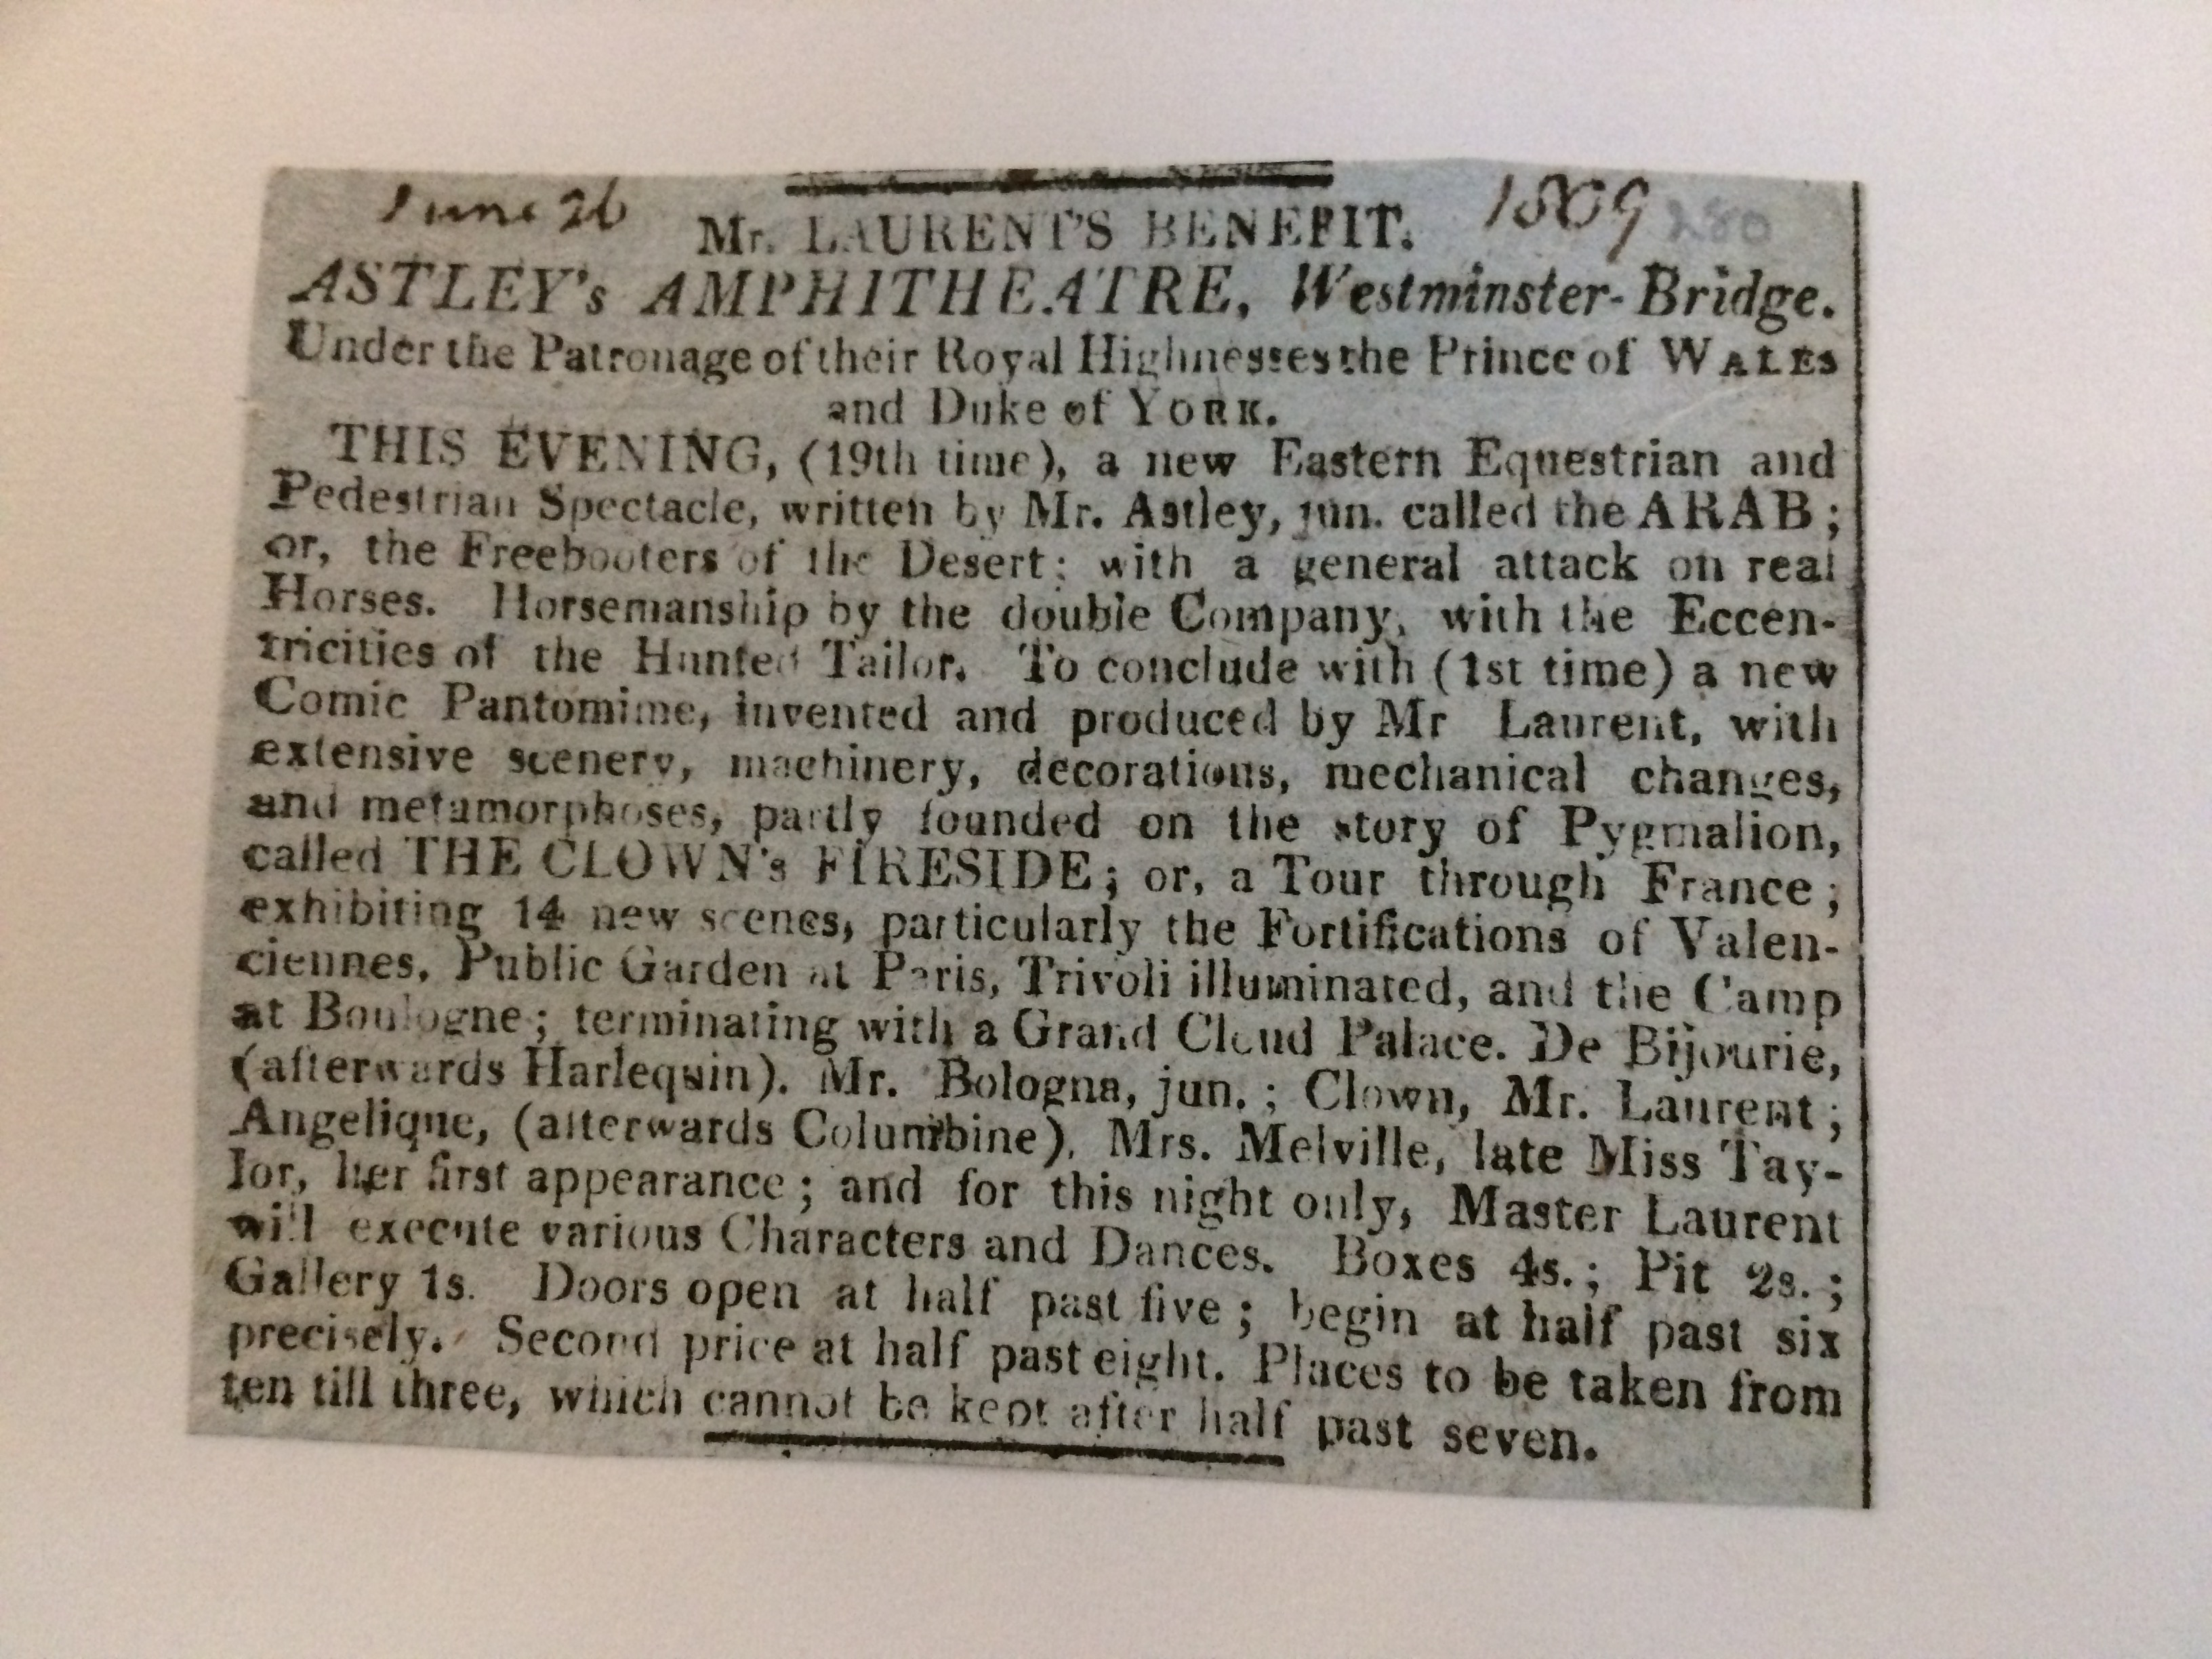 June 26 1809 280
Mr. LAURENT'S BENEFIT.
ASTLEY's AMPHITHEATRE, Westminster-Bridge.
Under the Patronage of their Royal Highnesses the Prince of WALES
and Duke of YORK.
THIS EVENING, (19th time), a new Eastern Equestrian and
Pedestrian Spectacle, written by Mr. Astley, jun. called the ARAB;
or, the Freebooters of the Desert; with a general attack on real
Horses. Horsemanship by the double Company, with the Eccen-
tricities of the Hunted Tailor. To conclude with (1st time) a new
Comic Pantomime, invented and produced by Mr Laurent, with
extensive scenery, machinery, decorations, mechanical changes,
and metamorphoses, partly founded on the story of Pygmalion,
called THE CLOWN's FIRESIDE; or, a Tour through France;
exhibiting 14 new scenes, particularly the Fortifications of Valen-
ciennes, Public Garden at Paris, Trivoli illuminated, and the Camp
at Boulogne; terminating with a Grand Cloud Palace. De Bijourie,
(afterwards Harlequin). Mr. Bologna, jun.; Clown, Mr. Laurent;
Angelique, (afterwards Columbine), Mrs. Melville, late Miss Tay-
lor, her first appearance; and for this night only, Master Laurent
will execute various Characters and Dances. Boxes 4s.; Pit 2s.;
Gallery 1s. Doors open at half past five; begin at half past six
precisely. Second price at half past eight. Places to be taken from
ten till three, which cannot be kept after half past seven.